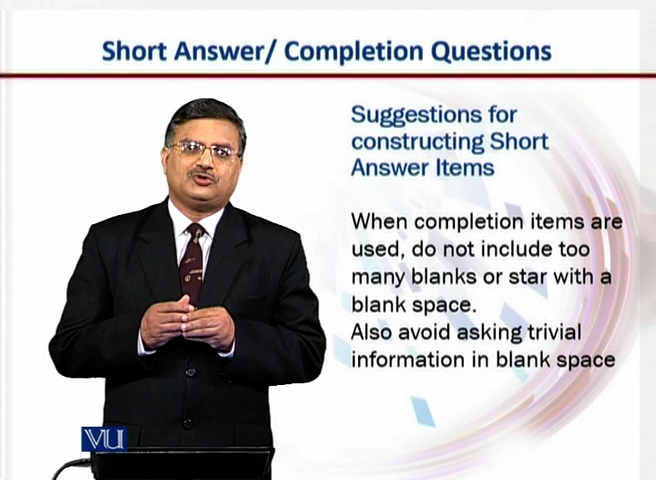 Short Answer/ Completion Questions
Suggestions for
constructing Short
Answer Items
When completion items are
used, do not include too
many blanks or star with a
blank space.
Also avoid asking trivial
information in blank space
VU